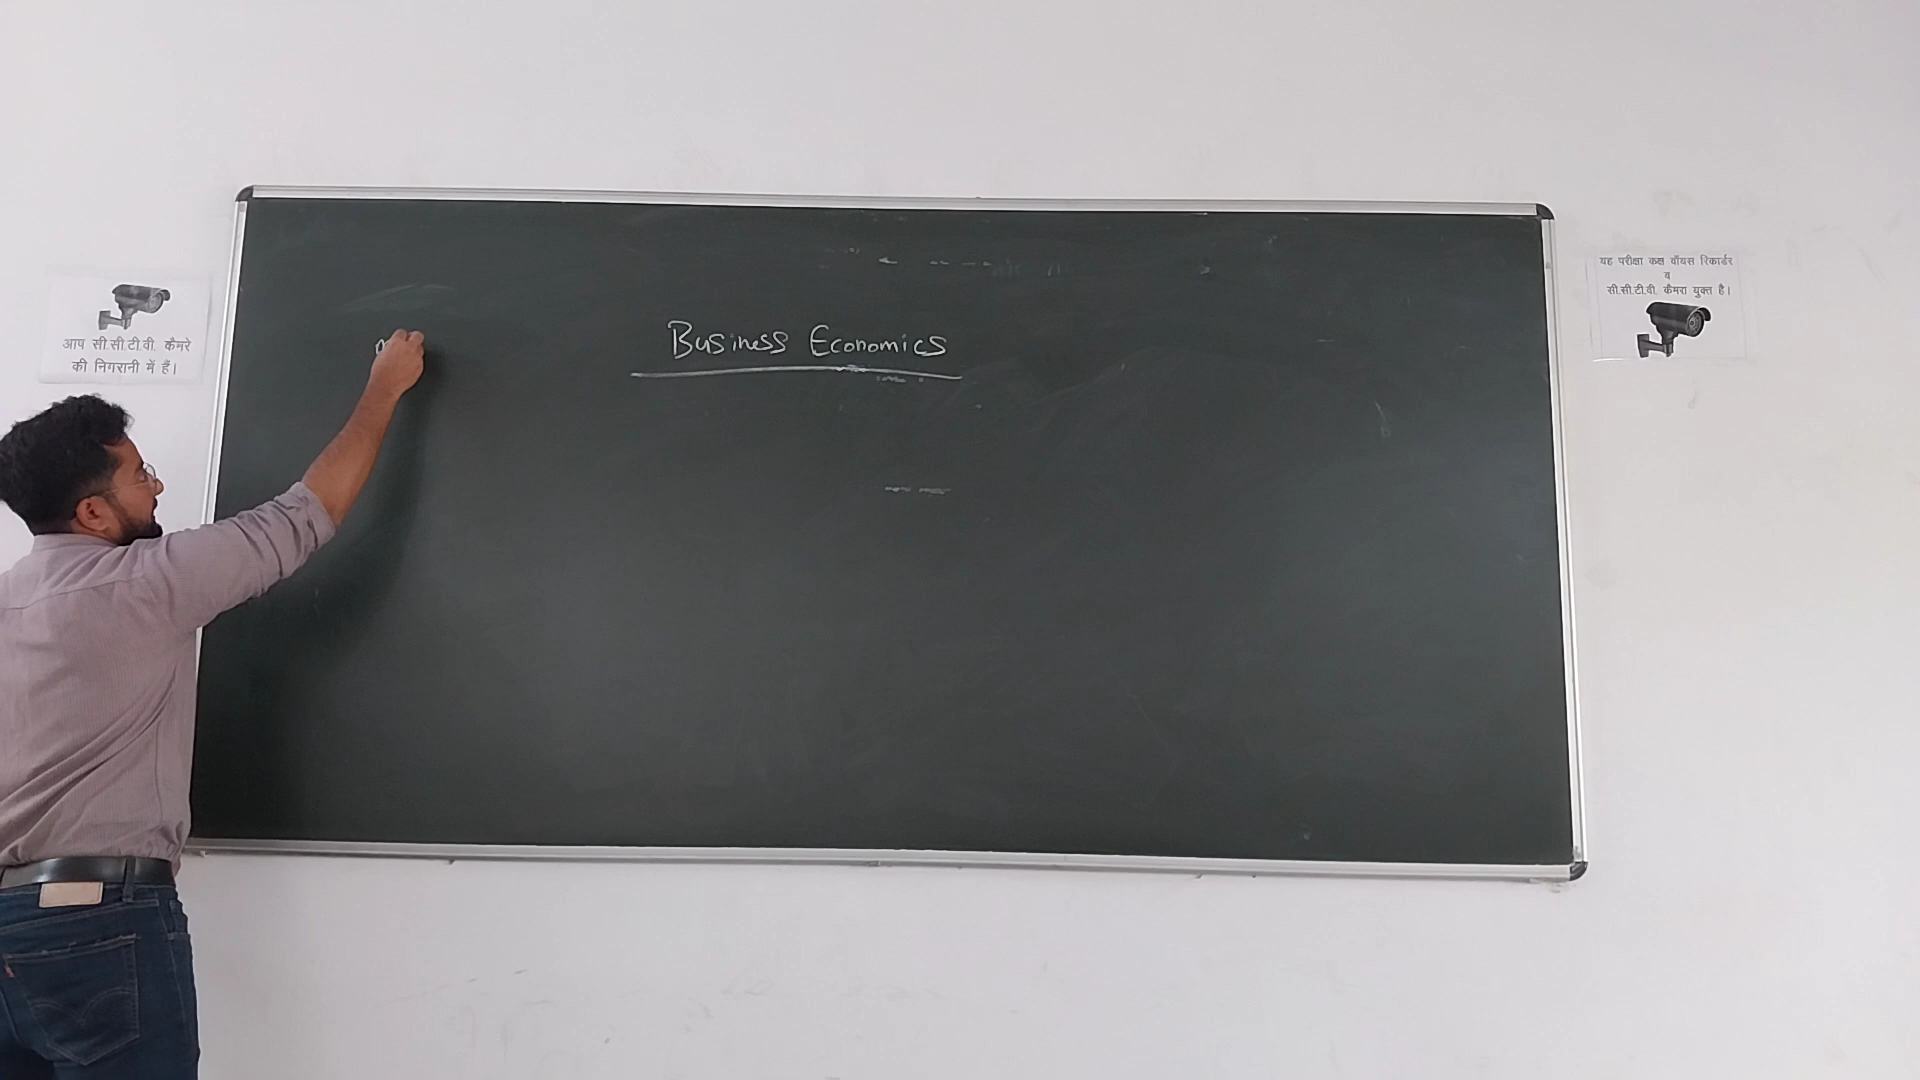 Business Economics
आप सी.सी.टी.वी. कैमरे
की निगरानी में हैं।
यह परीक्षा कक्ष वॉयस रिकार्डर
व
सी.सी.टी.वी. कैमरा युक्त है।